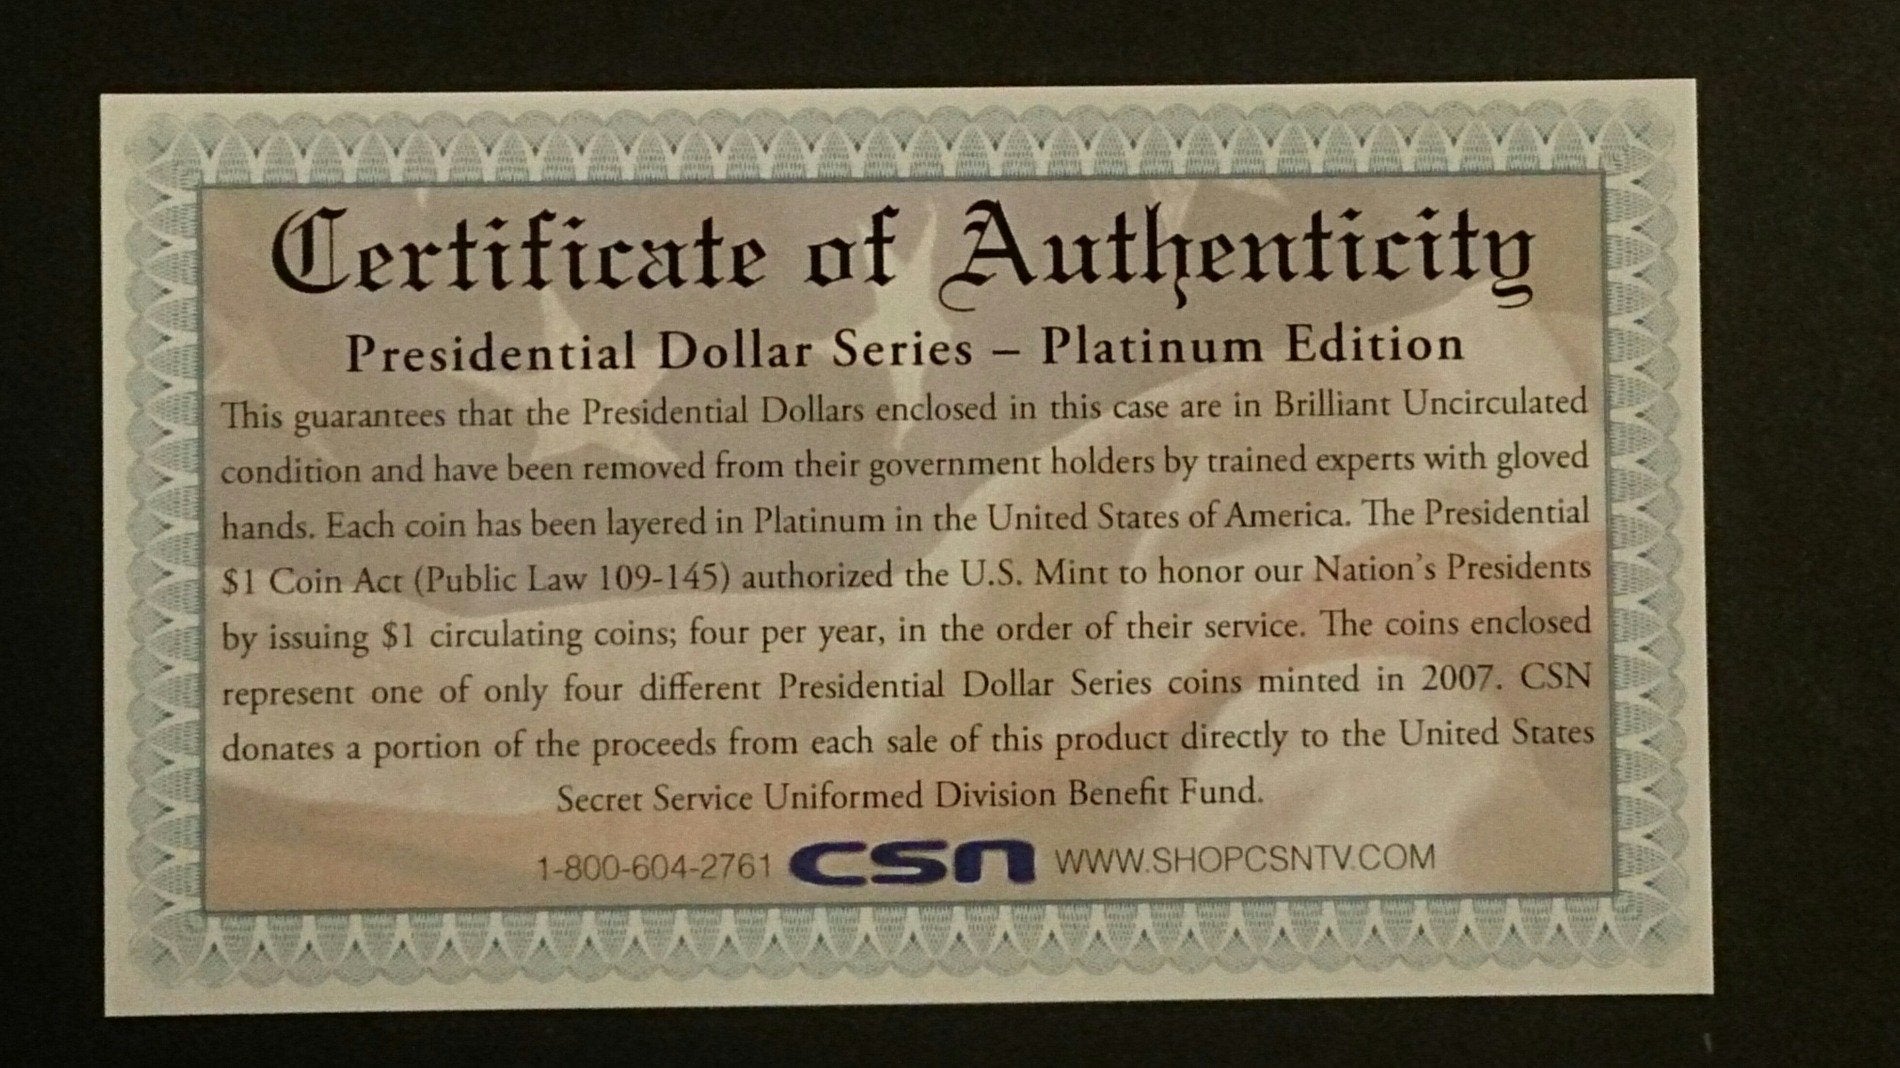 Certificate of Authenticity
Presidential Dollar Series – Platinum Edition
This guarantees that the Presidential Dollars enclosed in this case are in Brilliant Uncirculated
condition and have been removed from their government holders by trained experts with gloved
hands. Each coin has been layered in Platinum in the United States of America. The Presidential
$1 Coin Act (Public Law 109-145) authorized the U.S. Mint to honor our Nation's Presidents
by issuing $1 circulating coins; four per year, in the order of their service. The coins enclosed
represent one of only four different Presidential Dollar Series coins minted in 2007. CSN
donates a portion of the proceeds from each sale of this product directly to the United States
Secret Service Uniformed Division Benefit Fund.
1-800-604-2761 CSN WWW.SHOPCSNTV.COM